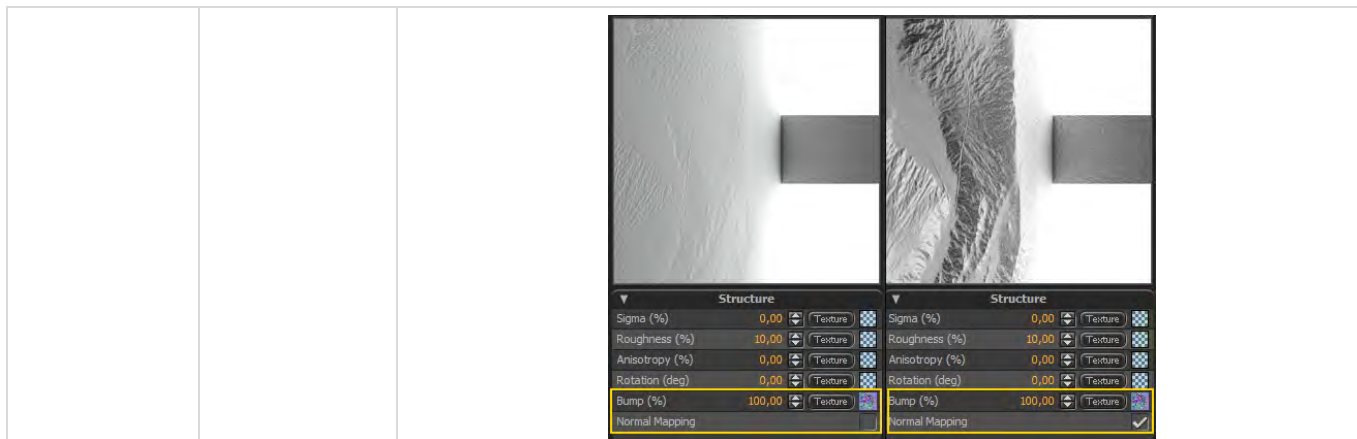 ▼ Structure
Sigma (%) 0,00 Texture
Roughness (%) 10,00 Texture
Anisotropy (%) 0,00 Texture
Rotation (deg) 0,00 Texture
Bump (%) 100,00 Texture
Normal Mapping
▼ Structure
Sigma (%) 0,00 Texture
Roughness (%) 10,00 Texture
Anisotropy (%) 0,00 Texture
Rotation (deg) 0,00 Texture
Bump (%) 100,00 Texture
Normal Mapping